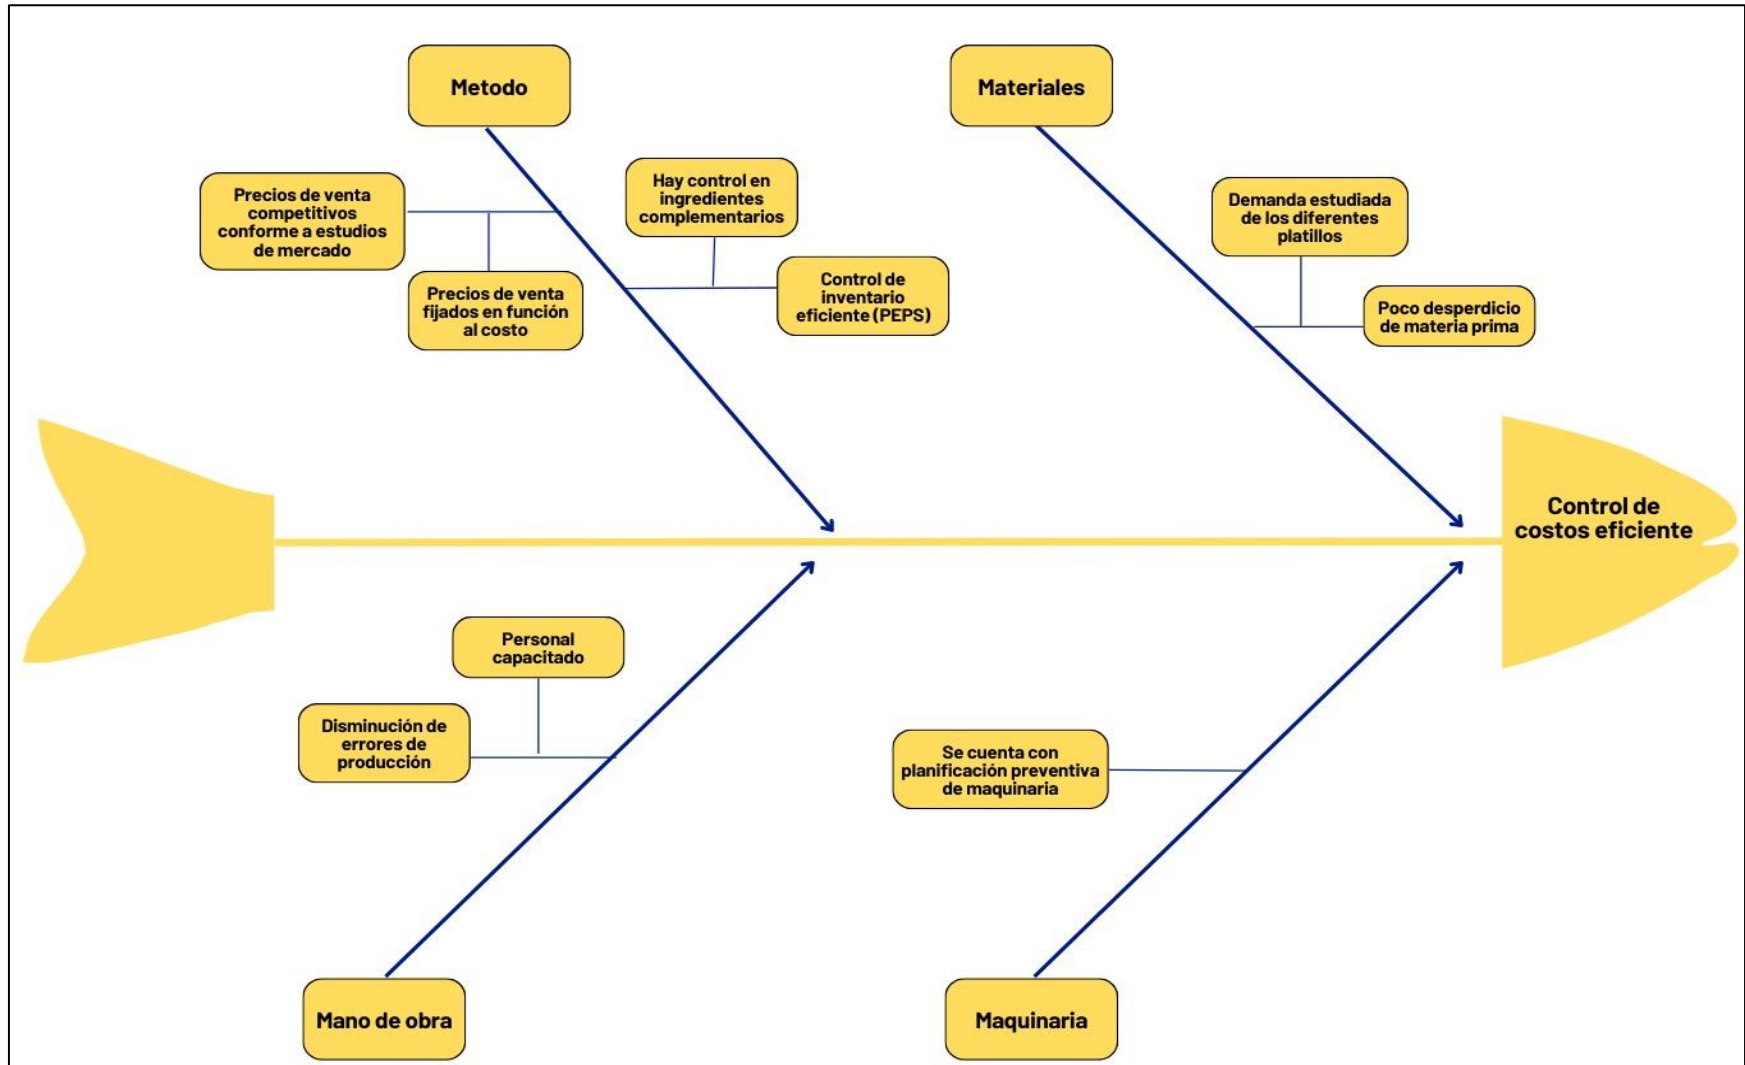 Metodo
Materiales
Precios de venta
competitivos
conforme a estudios
de mercado
Hay control en
ingredientes
complementarios
Demanda estudiada
de los diferentes
platillos
Precios de venta
fijados en función
al costo
Control de
inventario
eficiente (PEPS)
Poco desperdicio
de materia prima
Control de
costos eficiente
Personal
capacitado
Disminución de
errores de
producción
Se cuenta con
planificación preventiva
de maquinaria
Mano de obra
Maquinaria